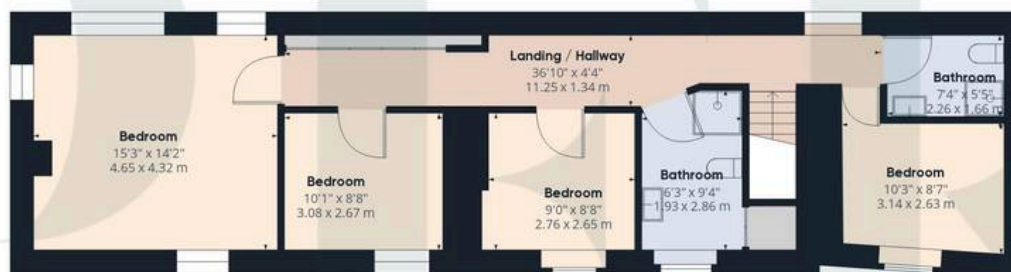 Landing / Hallway
36'10" x 4'4"
11.25 x 1.34 m
Bathroom
7'4" x 5'5"
2.26 x 1.66 m
Bedroom
15'3" x 14'2"
4.65 x 4.32 m
Bedroom
10'1" x 8'8"
3.08 x 2.67 m
Bedroom
9'0" x 8'8"
2.76 x 2.65 m
Bathroom
6'3" x 9'4"
1.93 x 2.86 m
Bedroom
10'3" x 8'7"
3.14 x 2.63 m